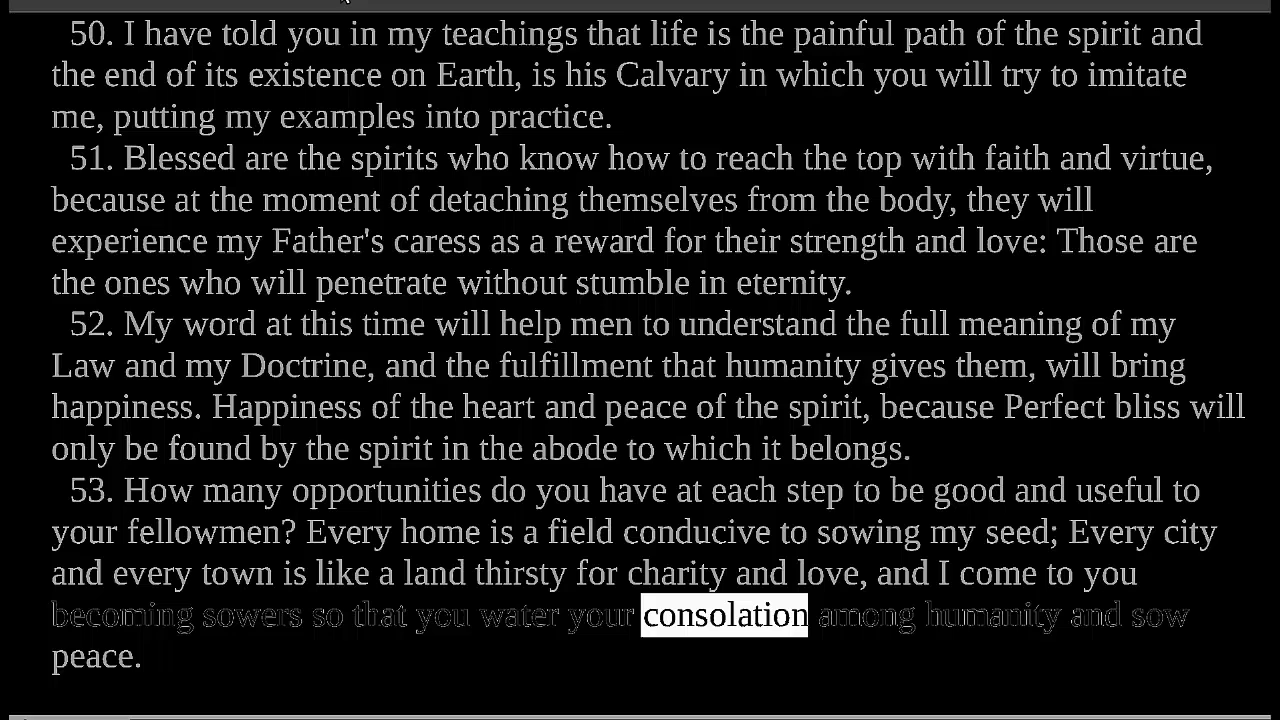 50. I have told you in my teachings that life is the painful path of the spirit and
the end of its existence on Earth, is his Calvary in which you will try to imitate
me, putting my examples into practice.
51. Blessed are the spirits who know how to reach the top with faith and virtue,
because at the moment of detaching themselves from the body, they will
experience my Father's caress as a reward for their strength and love: Those are
the ones who will penetrate without stumble in eternity.
52. My word at this time will help men to understand the full meaning of my
Law and my Doctrine, and the fulfillment that humanity gives them, will bring
happiness. Happiness of the heart and peace of the spirit, because Perfect bliss will
only be found by the spirit in the abode to which it belongs.
53. How many opportunities do you have at each step to be good and useful to
your fellowmen? Every home is a field conducive to sowing my seed; Every city
and every town is like a land thirsty for charity and love, and I come to you
becoming sowers so that you water your consolation among humanity and sow
peace.